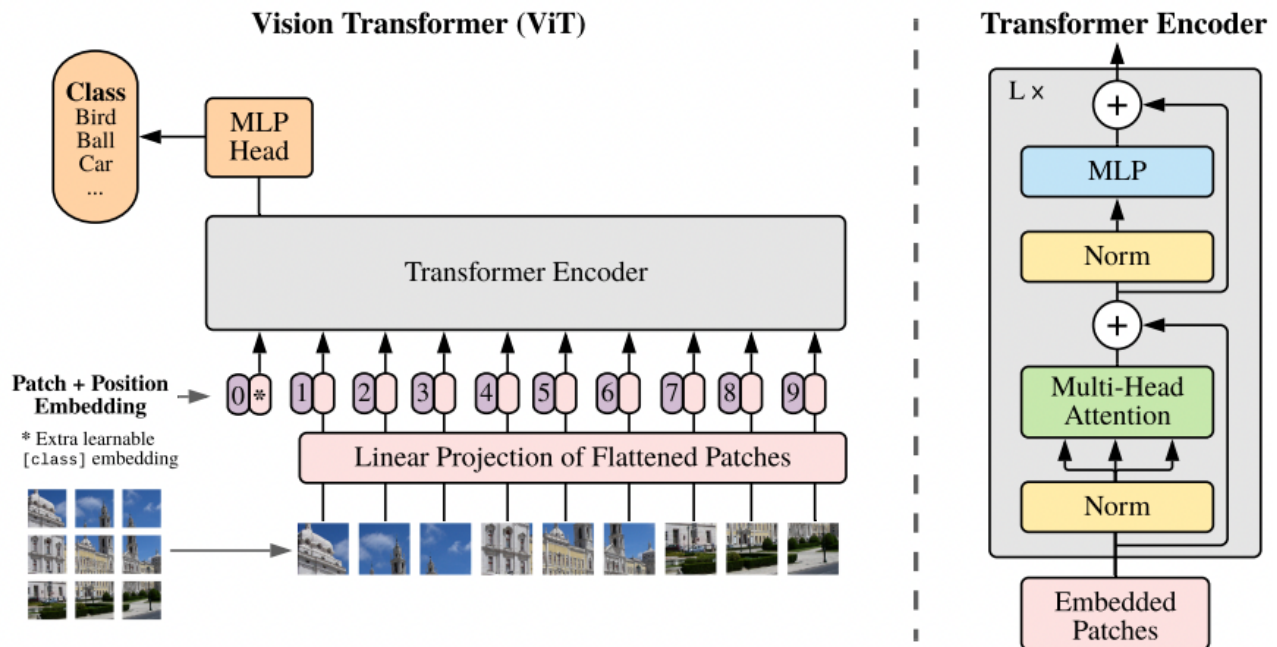 Vision Transformer (ViT)
Class
Bird
Ball
Car
...
MLP
Head
Transformer Encoder
Patch + Position
Embedding
* Extra learnable
[class] embedding
0 * 1 2 3 4 5 6 7 8 9
Linear Projection of Flattened Patches
Transformer Encoder
L x
+
MLP
Norm
+
Multi-Head
Attention
Norm
Embedded
Patches